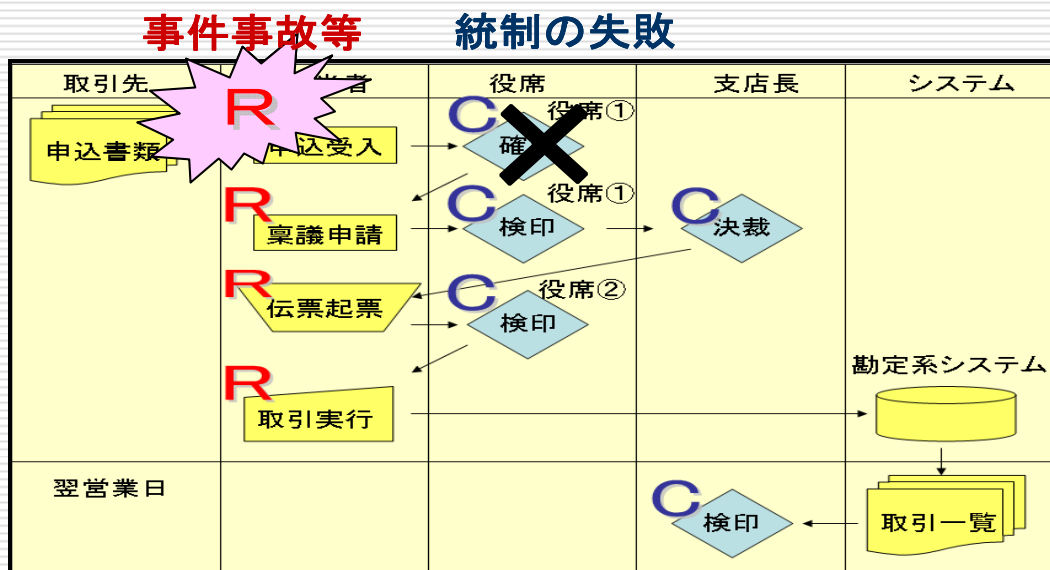 事件事故等 統制の失敗
取引先 当者 役席 支店長 システム
R
C 役席①
申込書類 申込受入 確
R C 役席① C
稟議申請 検印 決裁
R C 役席②
伝票起票 検印
R 勘定系システム
取引実行
翌営業日 C
検印 取引一覧